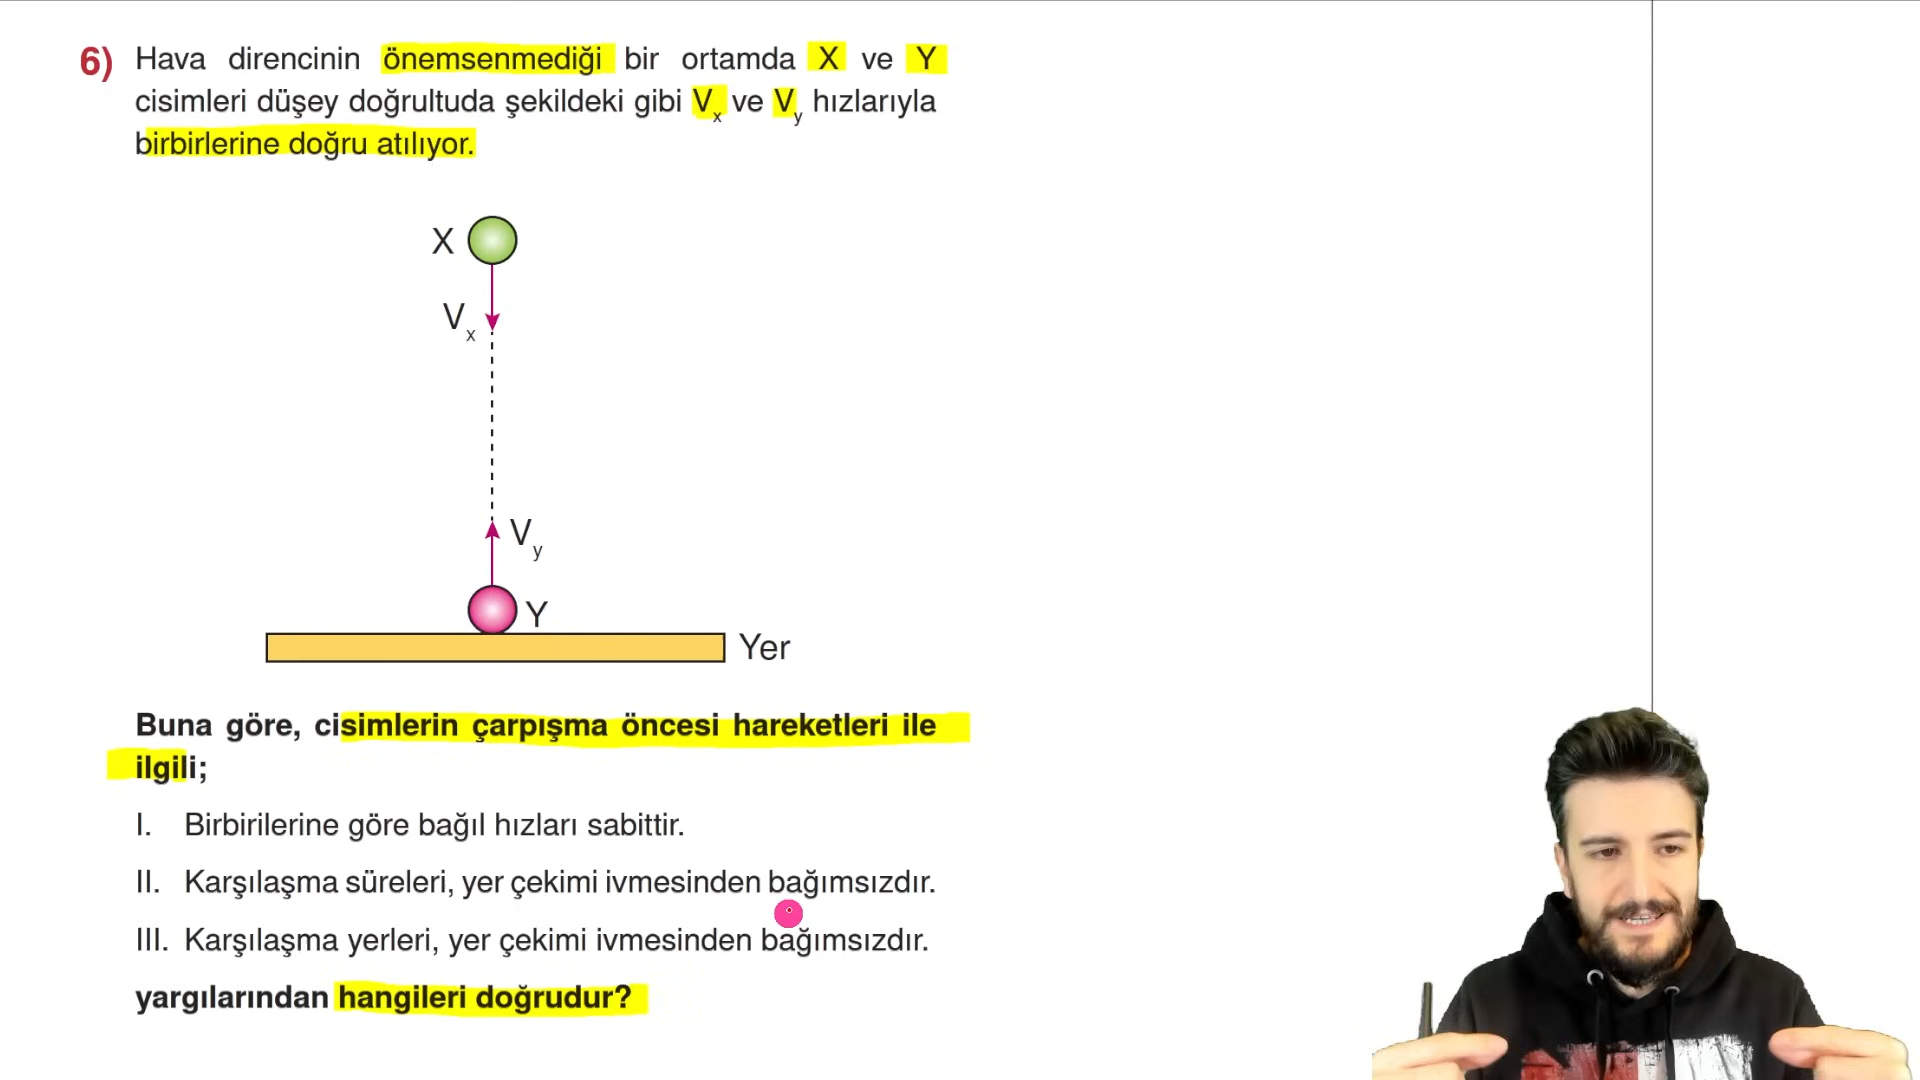 6) Hava direncinin önemsenmediği bir ortamda X ve Y
cisimleri düşey doğrultuda şekildeki gibi Vx ve Vy hızlarıyla
birbirlerine doğru atılıyor.
X
Vx
Vy
Y
Yer
Buna göre, cisimlerin çarpışma öncesi hareketleri ile
ilgili;
I. Birbirilerine göre bağıl hızları sabittir.
II. Karşılaşma süreleri, yer çekimi ivmesinden bağımsızdır.
III. Karşılaşma yerleri, yer çekimi ivmesinden bağımsızdır.
yargılarından hangileri doğrudur?